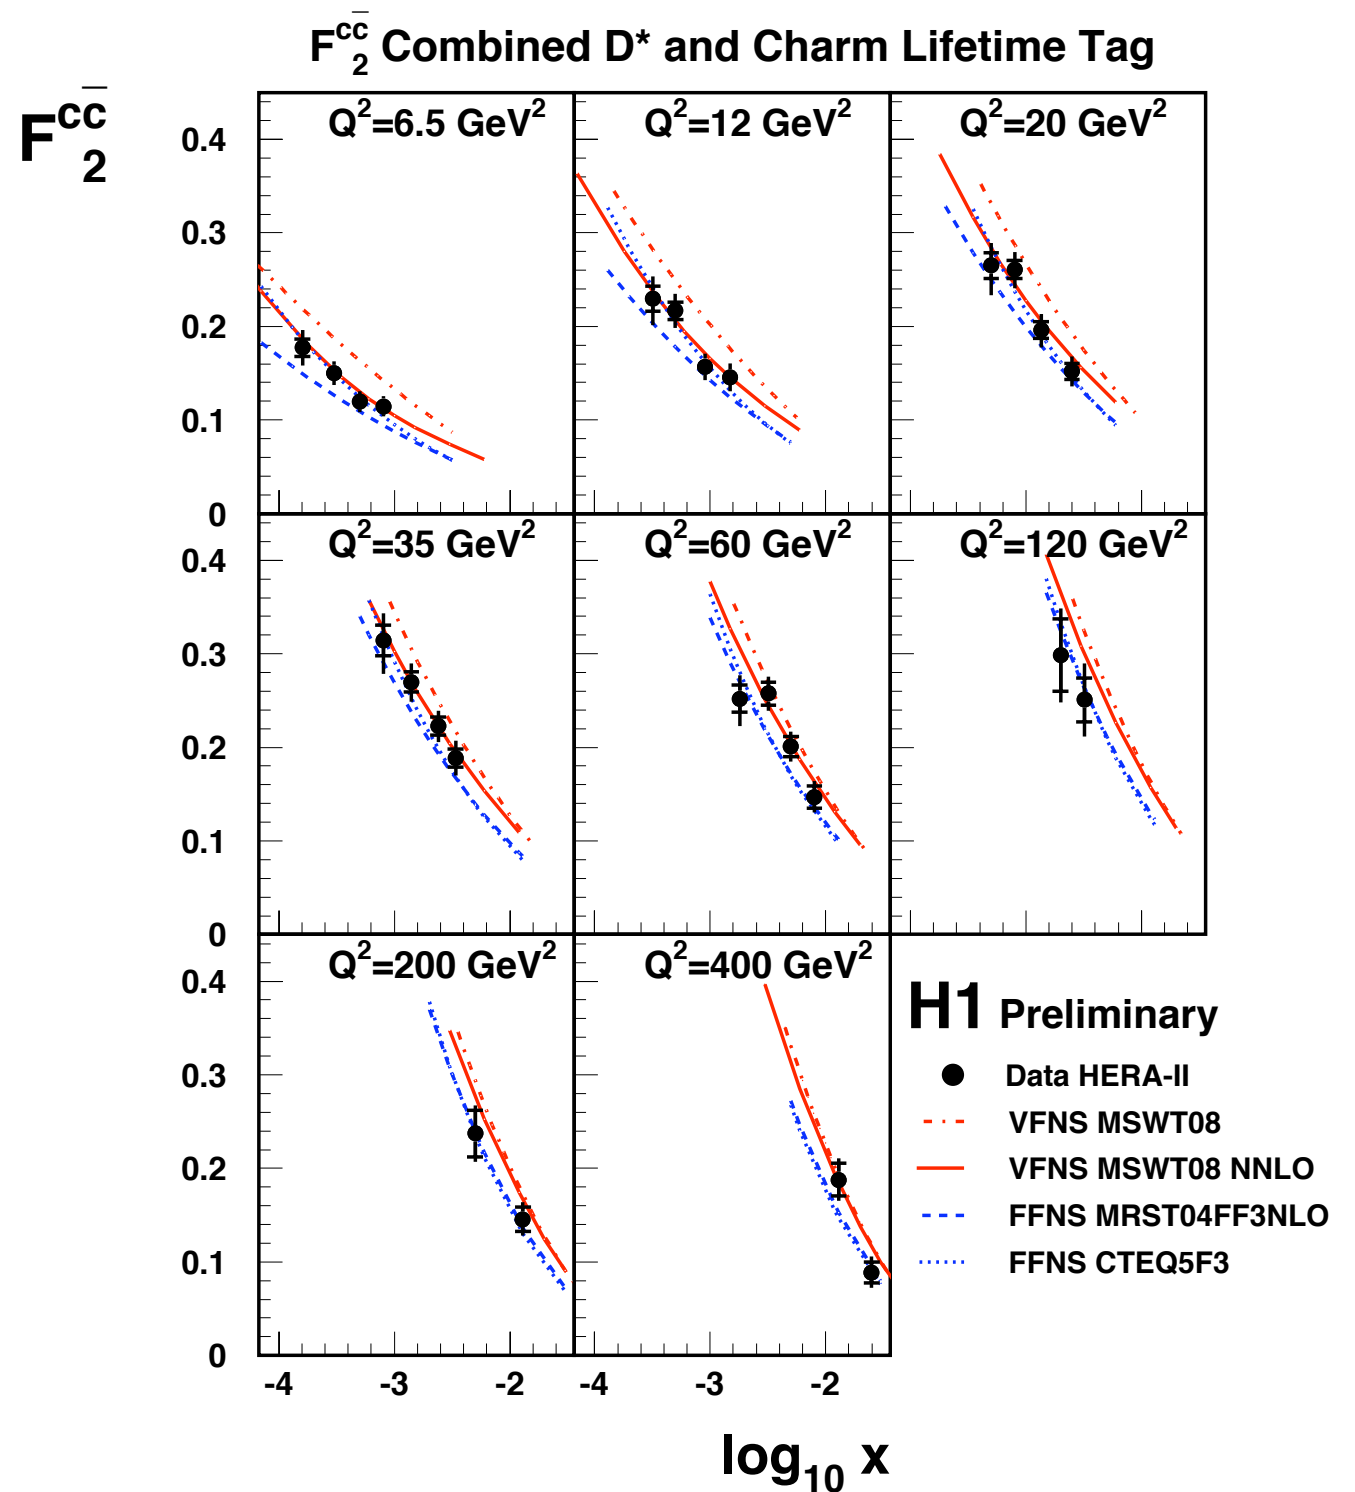 F₂^cc̅ Combined D* and Charm Lifetime Tag
F₂^cc̅
Q²=6.5 GeV² Q²=12 GeV² Q²=20 GeV²
0.4
0.3
0.2
0.1
0
Q²=35 GeV² Q²=60 GeV² Q²=120 GeV²
0.4
0.3
0.2
0.1
0
Q²=200 GeV² Q²=400 GeV²
0.4
0.3
0.2
0.1
0
H1 Preliminary
Data HERA-II
VFNS MSWT08
VFNS MSWT08 NNLO
FFNS MRST04FF3NLO
FFNS CTEQ5F3
-4 -3 -2 -4 -3 -2
log₁₀ x